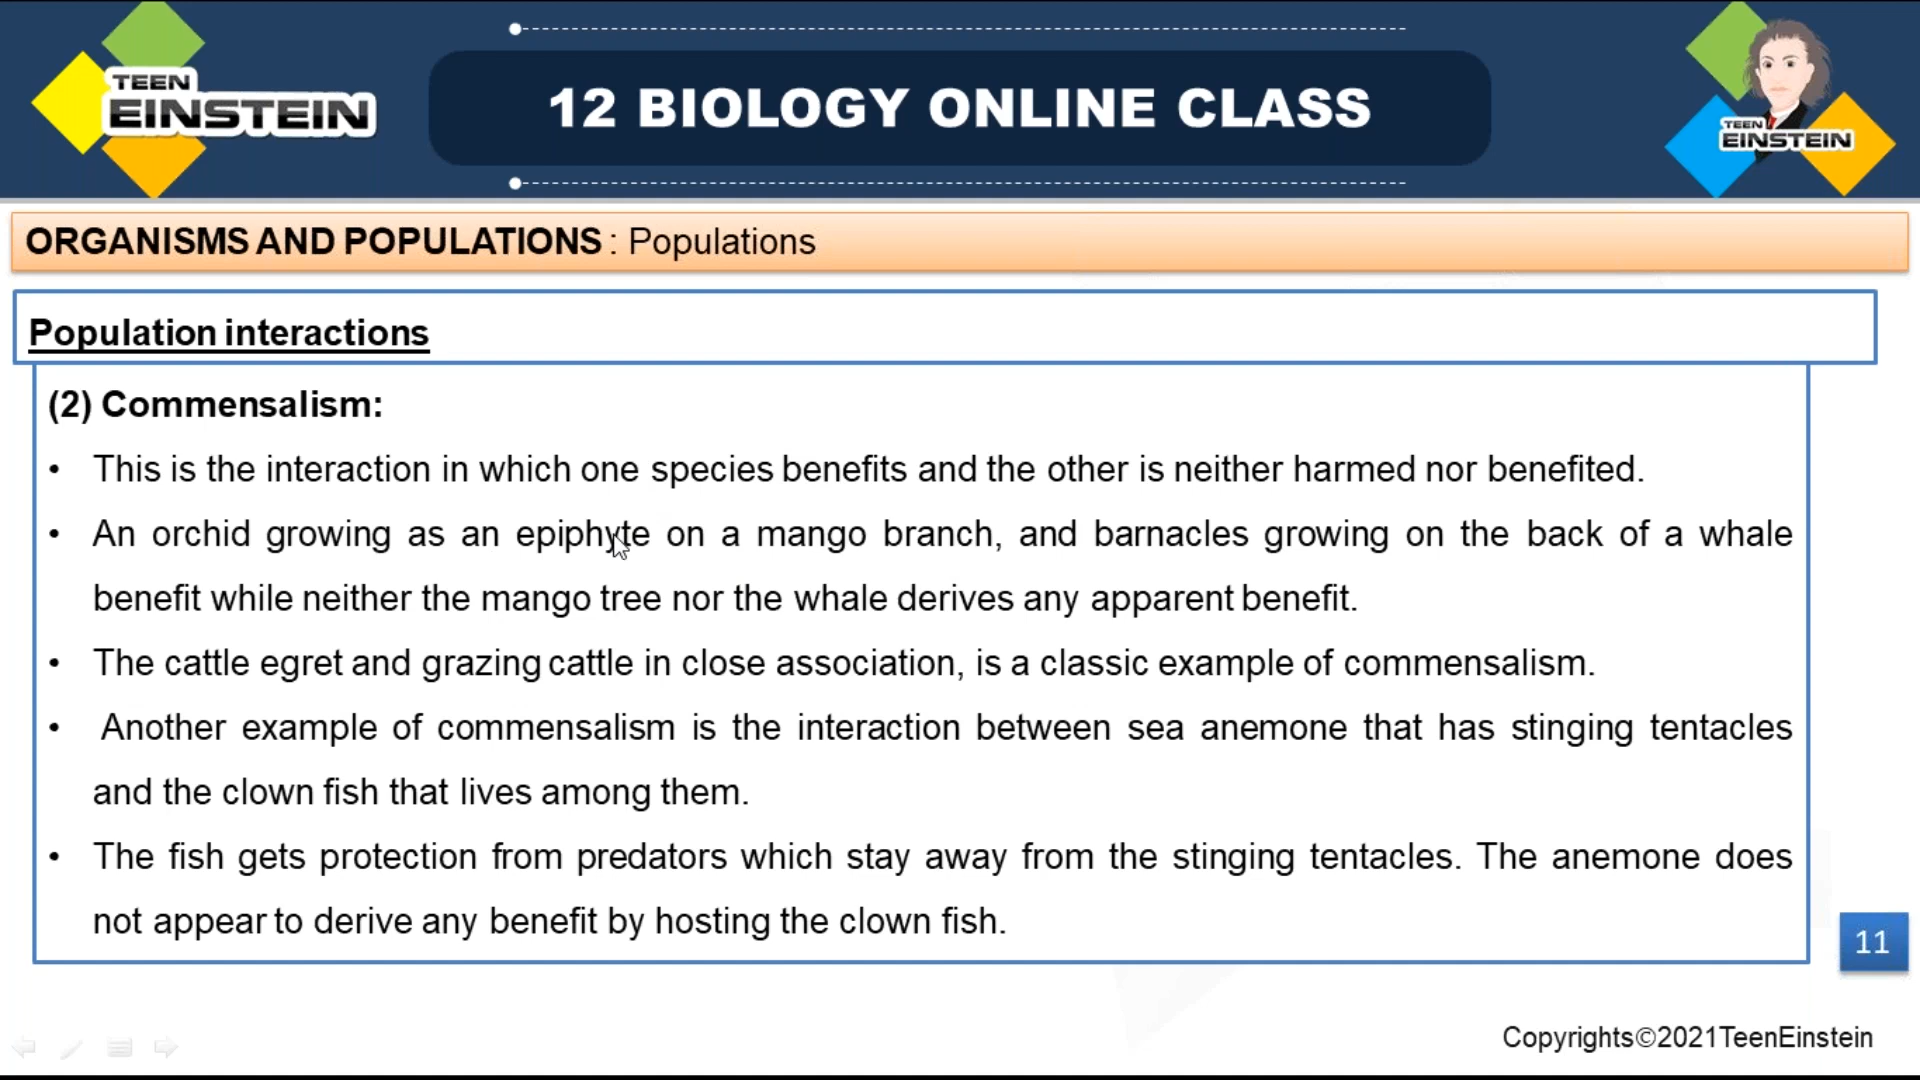 TEEN
EINSTEIN
12 BIOLOGY ONLINE CLASS
TEEN
EINSTEIN
ORGANISMS AND POPULATIONS : Populations
Population interactions
(2) Commensalism:
• This is the interaction in which one species benefits and the other is neither harmed nor benefited.
• An orchid growing as an epiphyte on a mango branch, and barnacles growing on the back of a whale
benefit while neither the mango tree nor the whale derives any apparent benefit.
• The cattle egret and grazing cattle in close association, is a classic example of commensalism.
• Another example of commensalism is the interaction between sea anemone that has stinging tentacles
and the clown fish that lives among them.
• The fish gets protection from predators which stay away from the stinging tentacles. The anemone does
not appear to derive any benefit by hosting the clown fish.
11
Copyrights©2021TeenEinstein